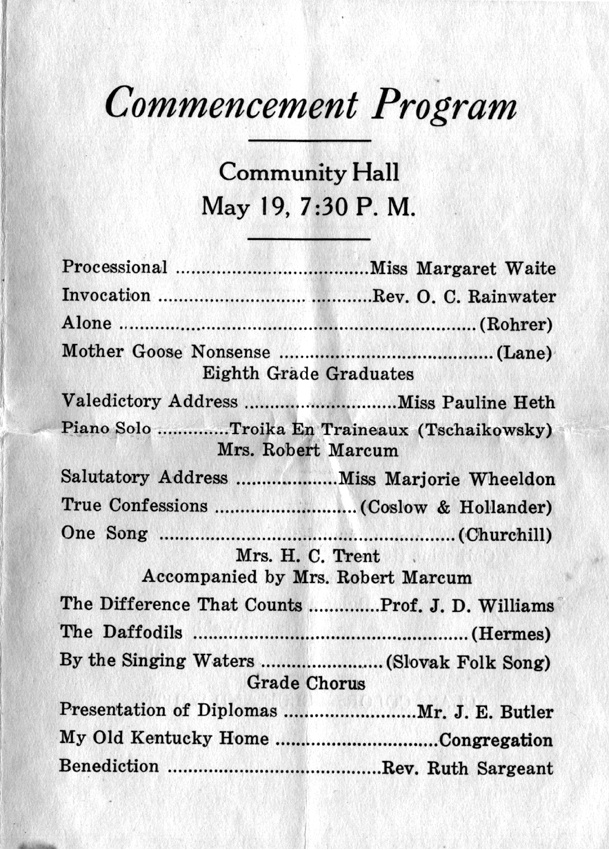 Commencement Program
Community Hall
May 19, 7:30 P. M.
Processional ......................................Miss Margaret Waite
Invocation ............................. ............Rev. O. C. Rainwater
Alone ......................................................................(Rohrer)
Mother Goose Nonsense ..........................................(Lane)
Eighth Grade Graduates
Valedictory Address ..............................Miss Pauline Heth
Piano Solo ..............Troika En Traineaux (Tschaikowsky)
Mrs. Robert Marcum
Salutatory Address ....................Miss Marjorie Wheeldon
True Confessions ............................(Coslow & Hollander)
One Song ..........................................................(Churchill)
Mrs. H. C. Trent
Accompanied by Mrs. Robert Marcum
The Difference That Counts ..............Prof. J. D. Williams
The Daffodils ......................................................(Hermes)
By the Singing Waters ........................(Slovak Folk Song)
Grade Chorus
Presentation of Diplomas ..........................Mr. J. E. Butler
My Old Kentucky Home ................................Congregation
Benediction ..........................................Rev. Ruth Sargeant